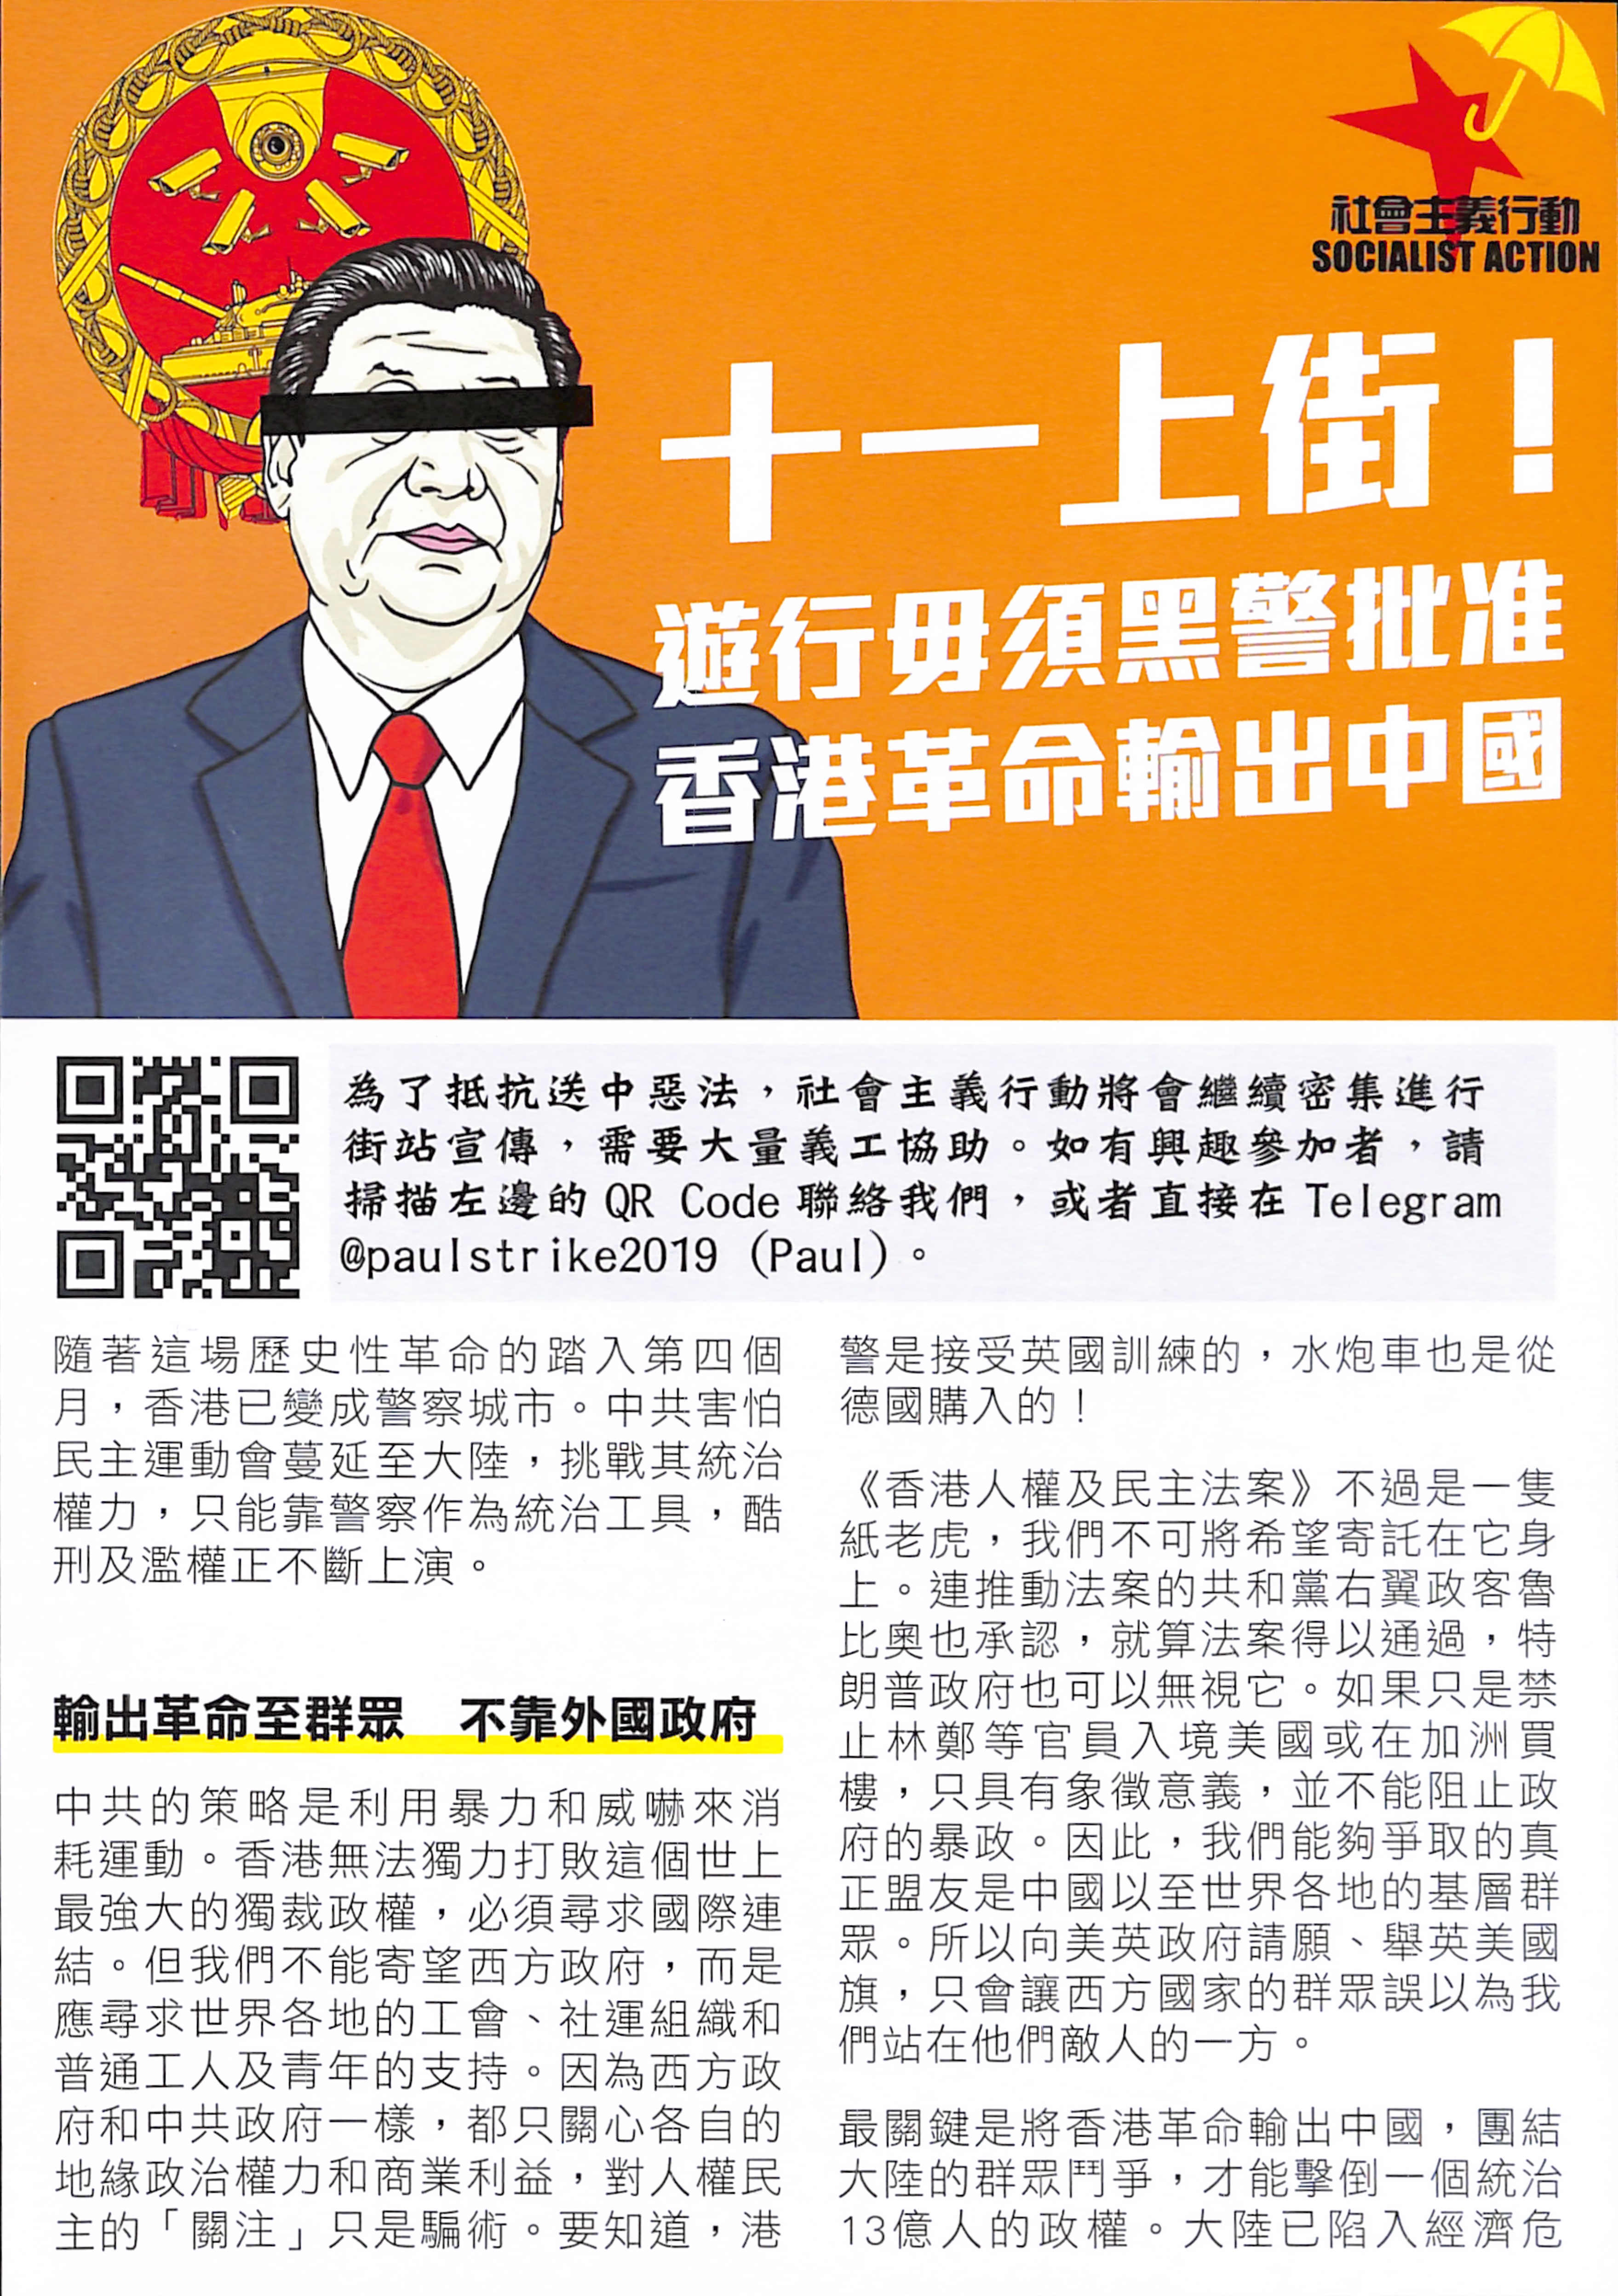 社會主義行動
SOCIALIST ACTION
十一上街！
遊行毋須黑警批准
香港革命輸出中國
為了抵抗送中惡法，社會主義行動將會繼續密集進行
街站宣傳，需要大量義工協助。如有興趣參加者，請
掃描左邊的 QR Code 聯絡我們，或者直接在 Telegram
@paulstrike2019 (Paul)。
隨著這場歷史性革命的踏入第四個
月，香港已變成警察城市。中共害怕
民主運動會蔓延至大陸，挑戰其統治
權力，只能靠警察作為統治工具，酷
刑及濫權正不斷上演。
輸出革命至群眾　不靠外國政府
中共的策略是利用暴力和威嚇來消
耗運動。香港無法獨力打敗這個世上
最強大的獨裁政權，必須尋求國際連
結。但我們不能寄望西方政府，而是
應尋求世界各地的工會、社運組織和
普通工人及青年的支持。因為西方政
府和中共政府一樣，都只關心各自的
地緣政治權力和商業利益，對人權民
主的「關注」只是騙術。要知道，港
警是接受英國訓練的，水炮車也是從
德國購入的！
《香港人權及民主法案》不過是一隻
紙老虎，我們不可將希望寄託在它身
上。連推動法案的共和黨右翼政客魯
比奧也承認，就算法案得以通過，特
朗普政府也可以無視它。如果只是禁
止林鄭等官員入境美國或在加洲買
樓，只具有象徵意義，並不能阻止政
府的暴政。因此，我們能夠爭取的真
正盟友是中國以至世界各地的基層群
眾。所以向美英政府請願、舉英美國
旗，只會讓西方國家的群眾誤以為我
們站在他們敵人的一方。
最關鍵是將香港革命輸出中國，團結
大陸的群眾鬥爭，才能擊倒一個統治
13億人的政權。大陸已陷入經濟危